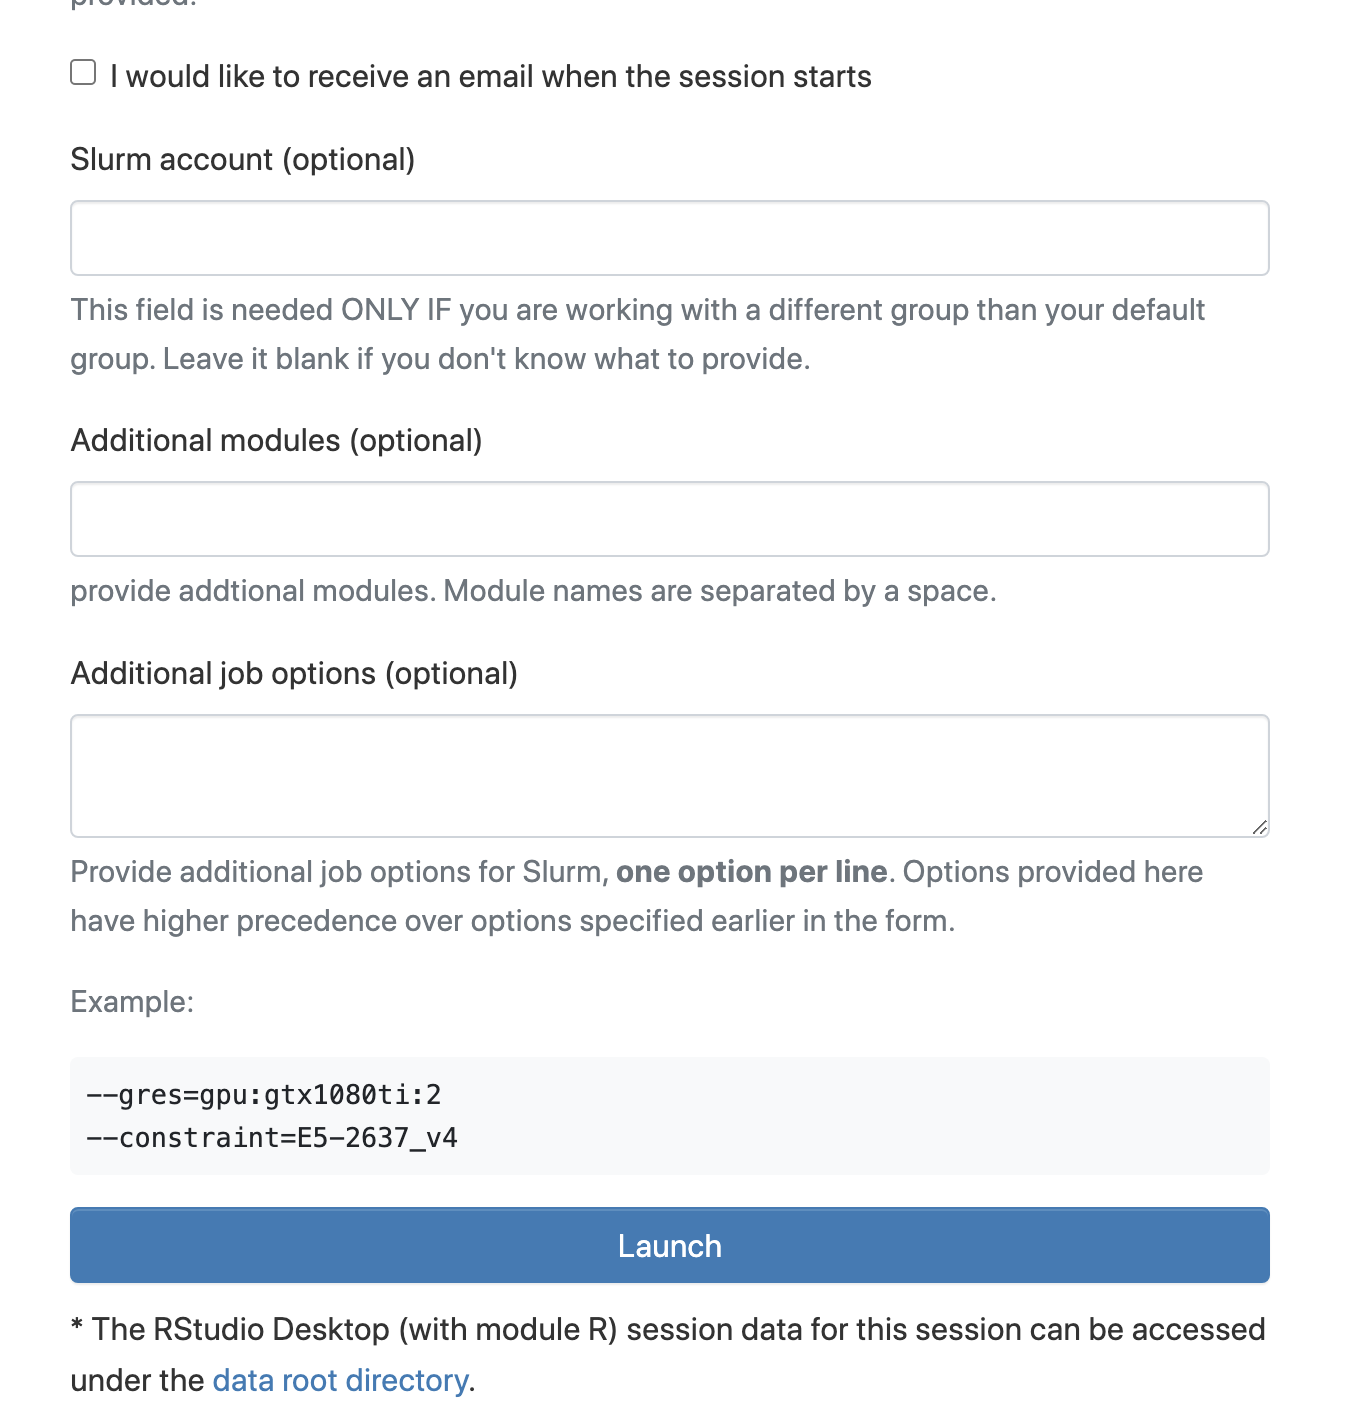 provided.
I would like to receive an email when the session starts
Slurm account (optional)
This field is needed ONLY IF you are working with a different group than your default
group. Leave it blank if you don't know what to provide.
Additional modules (optional)
provide addtional modules. Module names are separated by a space.
Additional job options (optional)
Provide additional job options for Slurm, one option per line. Options provided here
have higher precedence over options specified earlier in the form.
Example:
--gres=gpu:gtx1080ti:2
--constraint=E5-2637_v4
Launch
* The RStudio Desktop (with module R) session data for this session can be accessed
under the data root directory.